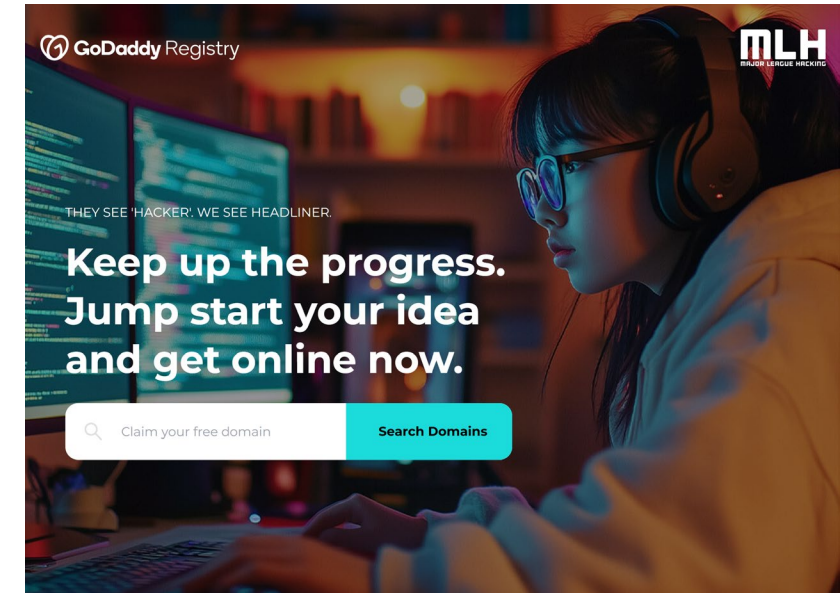 GoDaddy Registry
MLH
MAJOR LEAGUE HACKING
THEY SEE 'HACKER'. WE SEE HEADLINER.
Keep up the progress.
Jump start your idea
and get online now.
Claim your free domain
Search Domains